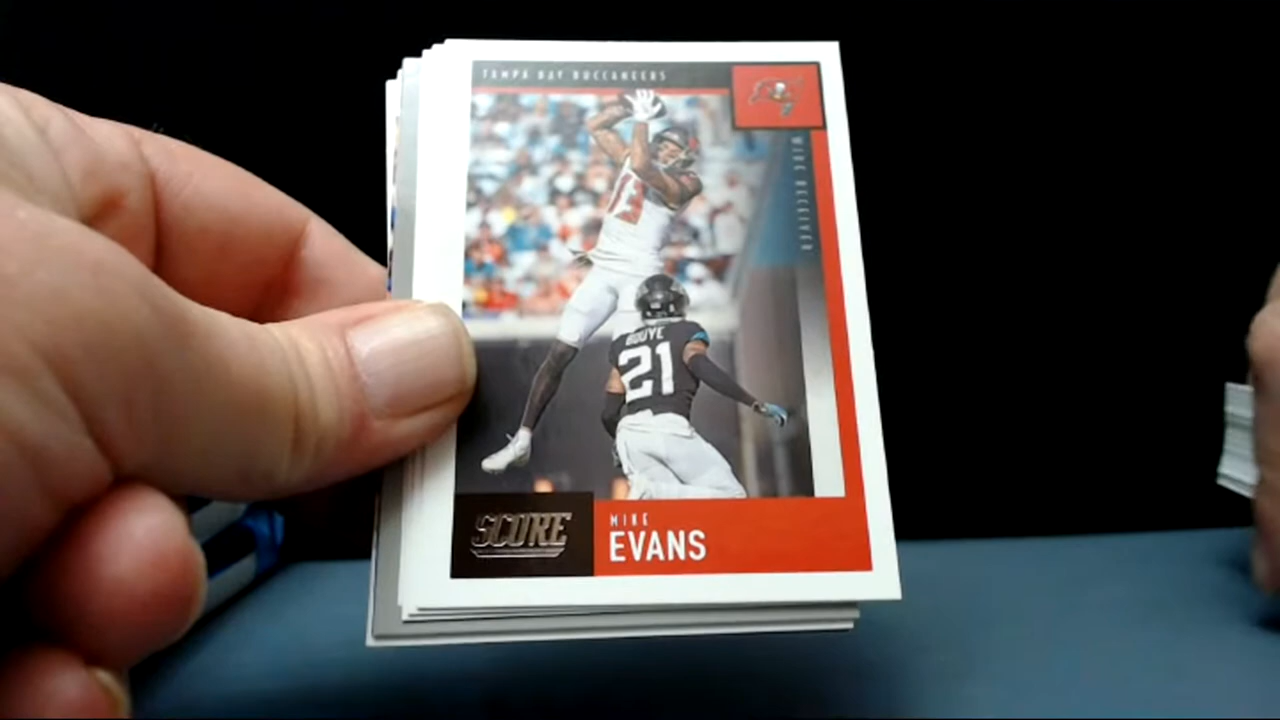 TAMPA BAY BUCCANEERS
WIDE RECEIVER
13
BOUYE
21
SCORE
MIKE
EVANS